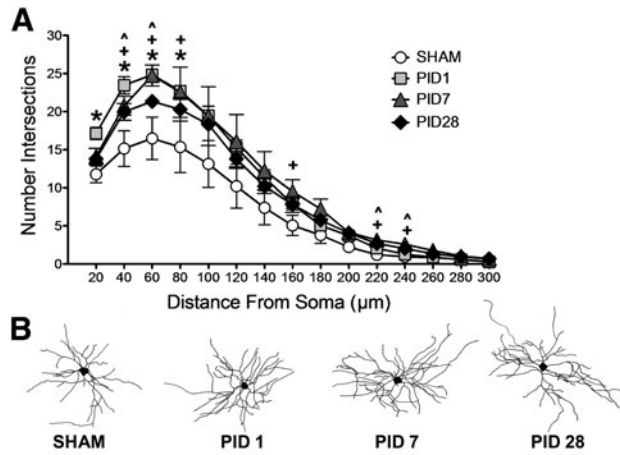 A
Number Intersections
30
25
20
15
10
5
0
* ^ + * ^ + * + * + ^ + ^ +
SHAM
PID1
PID7
PID28
20 40 60 80 100 120 140 160 180 200 220 240 260 280 300
Distance From Soma (µm)
B
SHAM PID 1 PID 7 PID 28